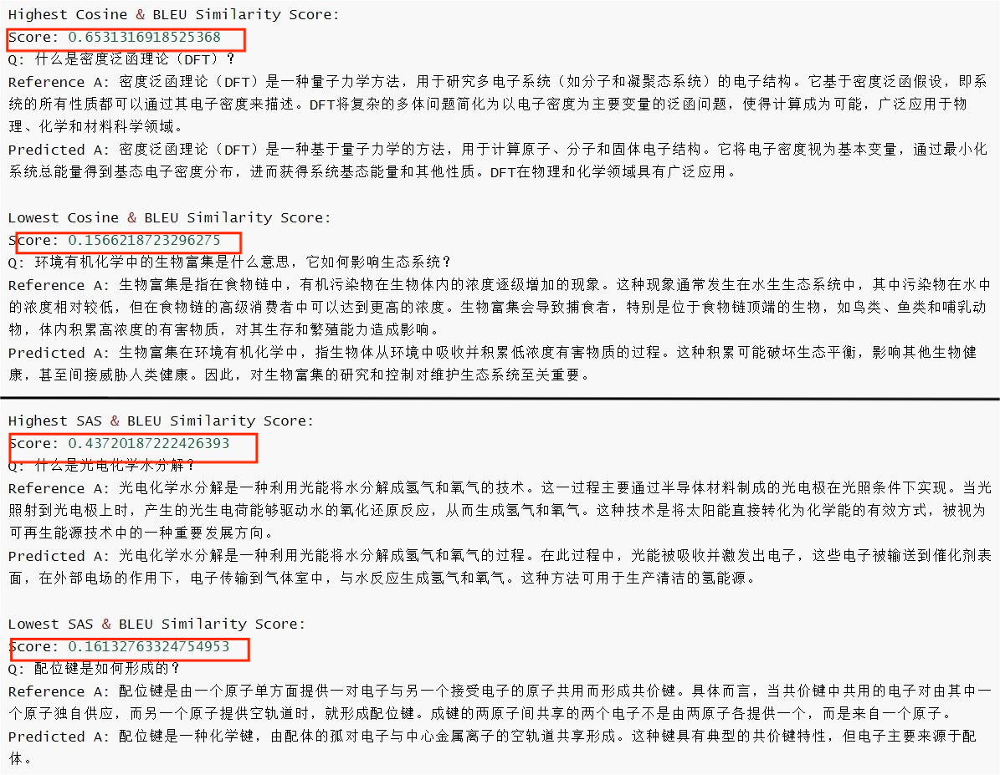 Highest Cosine & BLEU Similarity Score:
Score: 0.6531316918525368
Q: 什么是密度泛函理论（DFT）？
Reference A: 密度泛函理论（DFT）是一种量子力学方法，用于研究多电子系统（如分子和凝聚态系统）的电子结构。它基于密度泛函假设，即系
统的所有性质都可以通过其电子密度来描述。DFT将复杂的多体问题简化为以电子密度为主要变量的泛函问题，使得计算成为可能，广泛应用于物
理、化学和材料科学领域。
Predicted A: 密度泛函理论（DFT）是一种基于量子力学的方法，用于计算原子、分子和固体电子结构。它将电子密度视为基本变量，通过最小化
系统总能量得到基态电子密度分布，进而获得系统基态能量和其他性质。DFT在物理和化学领域具有广泛应用。
Lowest Cosine & BLEU Similarity Score:
Score: 0.1566218723296275
Q: 环境有机化学中的生物富集是什么意思，它如何影响生态系统？
Reference A: 生物富集是指在食物链中，有机污染物在生物体内的浓度逐级增加的现象。这种现象通常发生在水生生态系统中，其中污染物在水中
的浓度相对较低，但在食物链的高级消费者中可以达到更高的浓度。生物富集会导致捕食者，特别是位于食物链顶端的生物，如鸟类、鱼类和哺乳动
物，体内积累高浓度的有害物质，对其生存和繁殖能力造成影响。
Predicted A: 生物富集在环境有机化学中，指生物体从环境中吸收并积累低浓度有害物质的过程。这种积累可能破坏生态平衡，影响其他生物健
康，甚至间接威胁人类健康。因此，对生物富集的研究和控制对维护生态系统至关重要。
Highest SAS & BLEU Similarity Score:
Score: 0.43720187222426393
Q: 什么是光电化学水分解？
Reference A: 光电化学水分解是一种利用光能将水分解成氢气和氧气的技术。这一过程主要通过半导体材料制成的光电极在光照条件下实现。当光
照射到光电极上时，产生的光生电荷能够驱动水的氧化还原反应，从而生成氢气和氧气。这种技术是将太阳能直接转化为化学能的有效方式，被视为
可再生能源技术中的一种重要发展方向。
Predicted A: 光电化学水分解是一种利用光能将水分解成氢气和氧气的过程。在此过程中，光能被吸收并激发出电子，这些电子被输送到催化剂表
面，在外部电场的作用下，电子传输到气体室中，与水反应生成氢气和氧气。这种方法可用于生产清洁的氢能源。
Lowest SAS & BLEU Similarity Score:
Score: 0.16132763324754953
Q: 配位键是如何形成的？
Reference A: 配位键是由一个原子单方面提供一对电子与另一个接受电子的原子共用而形成共价键。具体而言，当共价键中共用的电子对由其中一
个原子独自供应，而另一个原子提供空轨道时，就形成配位键。成键的两原子间共享的两个电子不是由两原子各提供一个，而是来自一个原子。
Predicted A: 配位键是一种化学键，由配体的孤对电子与中心金属离子的空轨道共享形成。这种键具有典型的共价键特性，但电子主要来源于配
体。